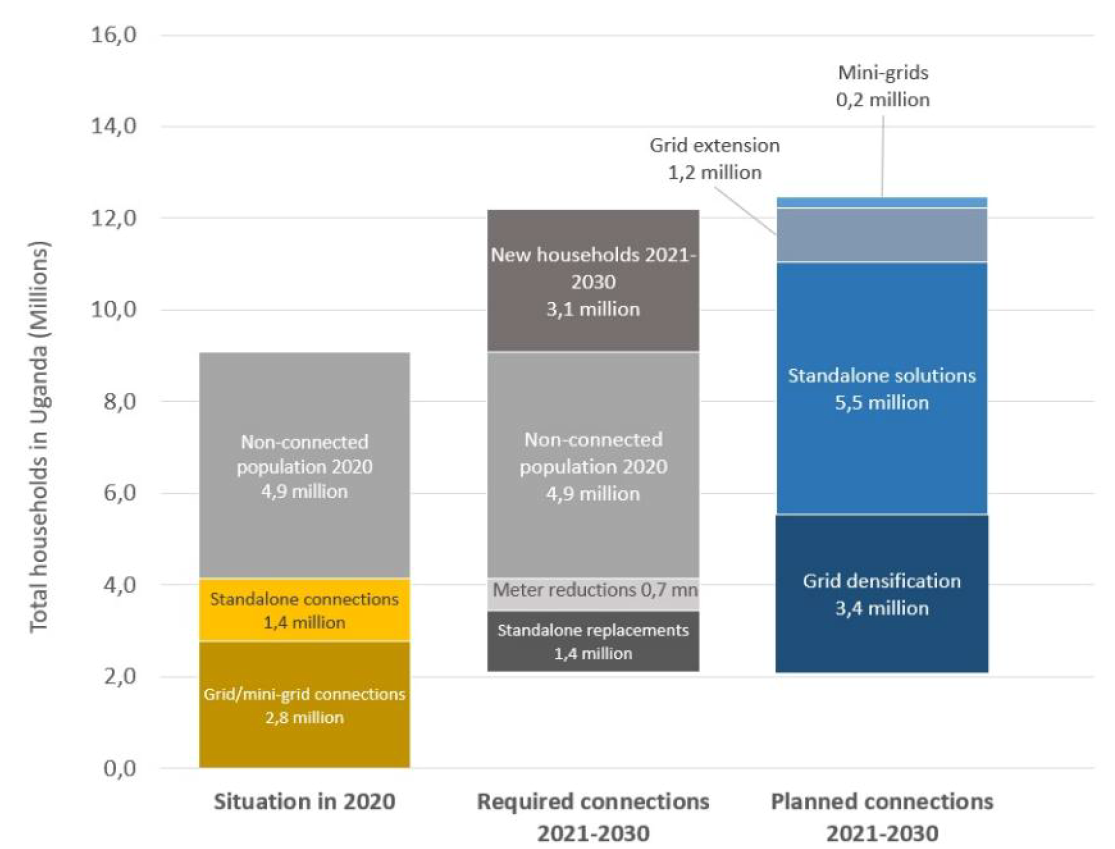 16,0
14,0
12,0
10,0
8,0
6,0
4,0
2,0
0,0
Total households in Uganda (Millions)
Non-connected
population 2020
4,9 million
Standalone connections
1,4 million
Grid/mini-grid connections
2,8 million
Situation in 2020
New households 2021-
2030
3,1 million
Non-connected
population 2020
4,9 million
Meter reductions 0,7 mn
Standalone replacements
1,4 million
Required connections
2021-2030
Mini-grids
0,2 million
Grid extension
1,2 million
Standalone solutions
5,5 million
Grid densification
3,4 million
Planned connections
2021-2030